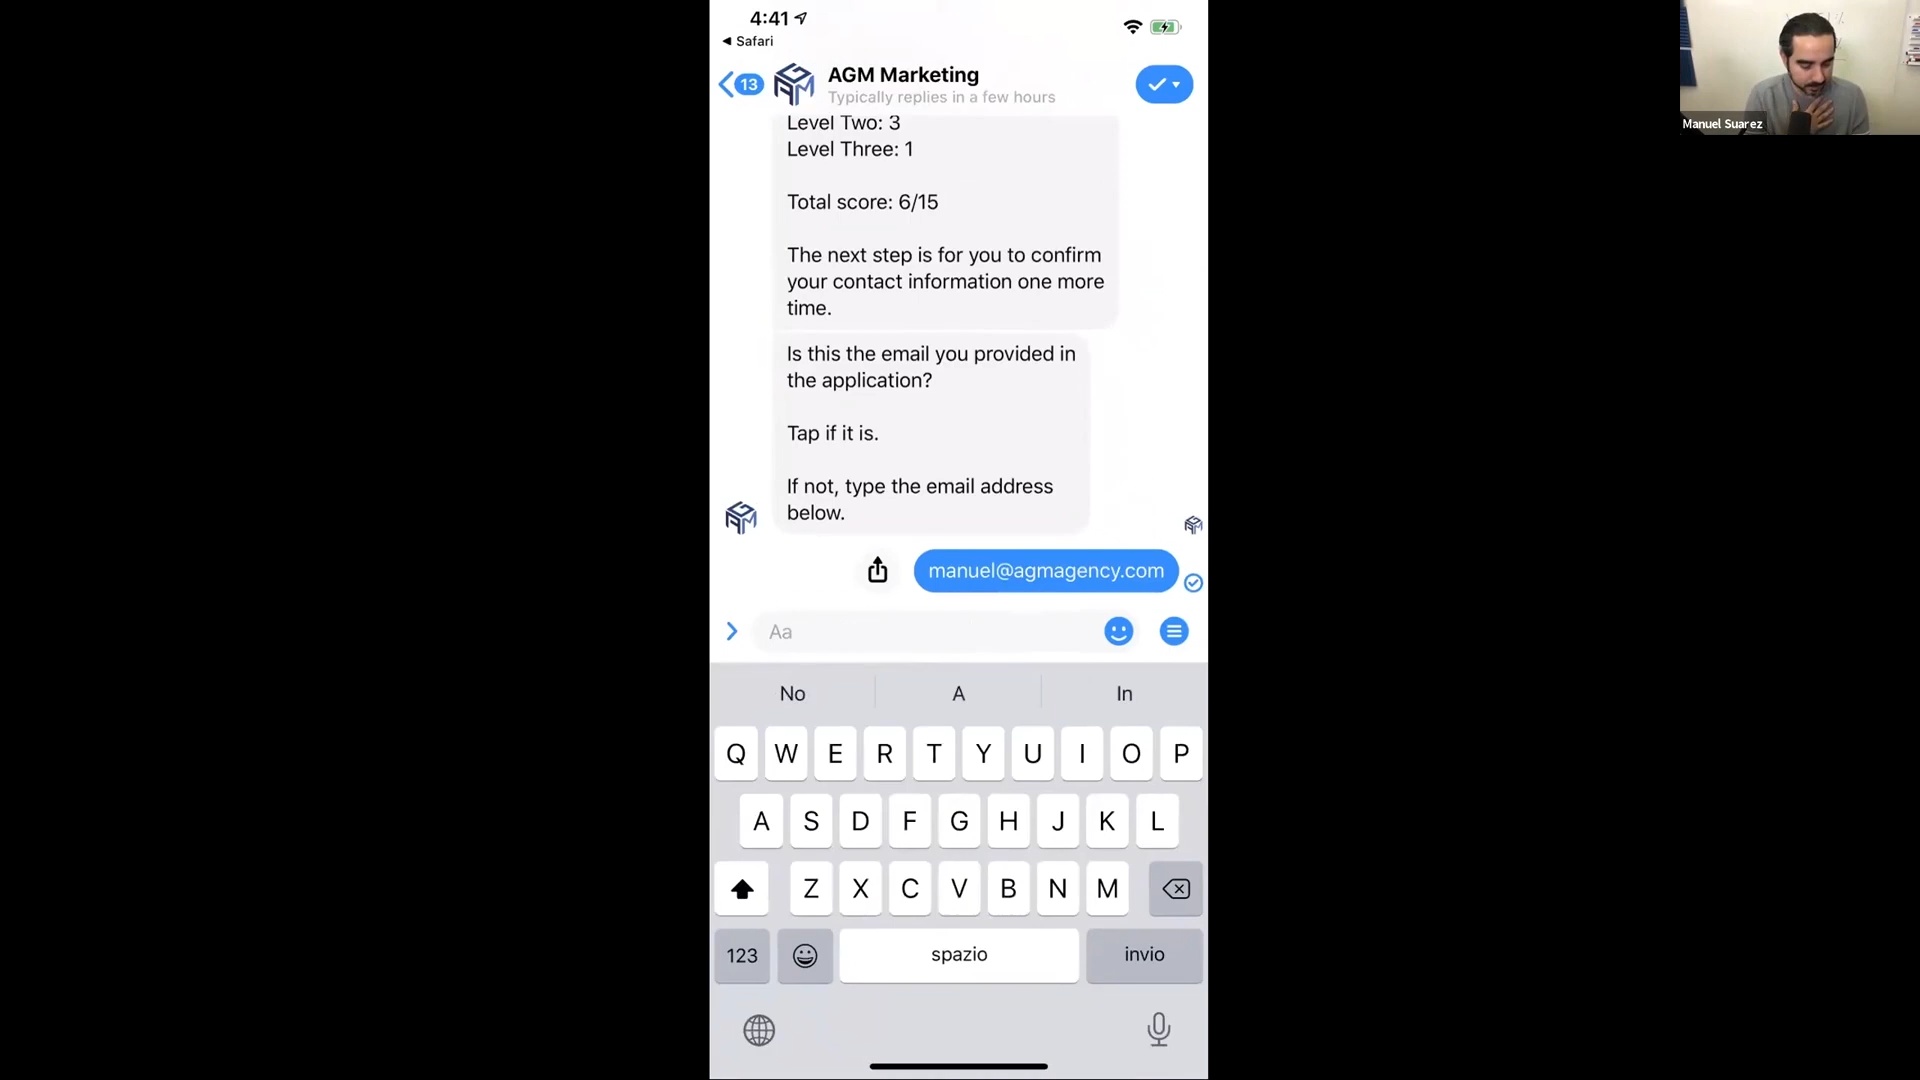 4:41
Safari
13
AGM Marketing
Typically replies in a few hours
Level Two: 3
Level Three: 1
Total score: 6/15
The next step is for you to confirm
your contact information one more
time.
Is this the email you provided in
the application?
Tap if it is.
If not, type the email address
below.
manuel@agmagency.com
Aa
No A In
Q W E R T Y U I O P
A S D F G H J K L
Z X C V B N M
123 spazio invio
Manuel Suarez